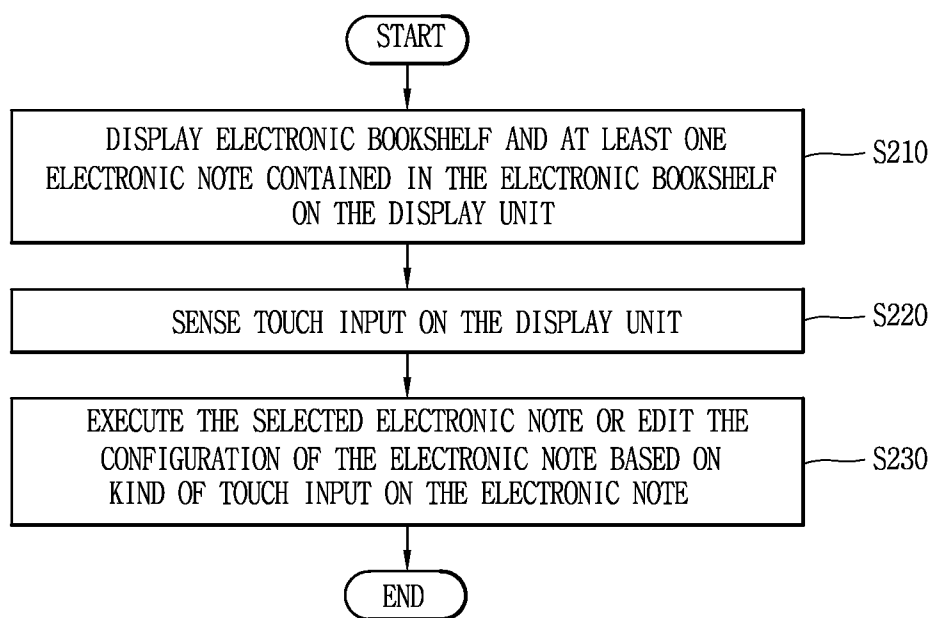 START
DISPLAY ELECTRONIC BOOKSHELF AND AT LEAST ONE
ELECTRONIC NOTE CONTAINED IN THE ELECTRONIC BOOKSHELF
ON THE DISPLAY UNIT
S210
SENSE TOUCH INPUT ON THE DISPLAY UNIT
S220
EXECUTE THE SELECTED ELECTRONIC NOTE OR EDIT THE
CONFIGURATION OF THE ELECTRONIC NOTE BASED ON
KIND OF TOUCH INPUT ON THE ELECTRONIC NOTE
S230
END